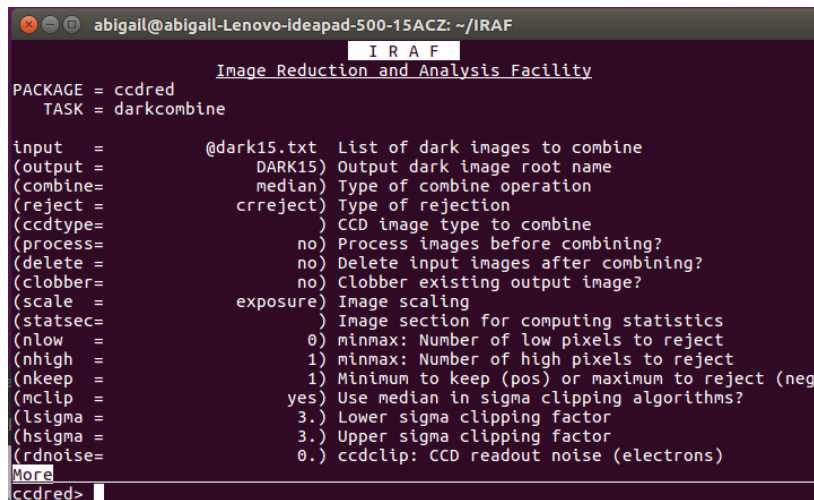 abigail@abigail-Lenovo-ideapad-500-15ACZ: ~/IRAF
I R A F
Image Reduction and Analysis Facility
PACKAGE = ccdred
TASK = darkcombine
input = @dark15.txt List of dark images to combine
(output = DARK15) Output dark image root name
(combine= median) Type of combine operation
(reject = crreject) Type of rejection
(ccdtype= ) CCD image type to combine
(process= no) Process images before combining?
(delete = no) Delete input images after combining?
(clobber= no) Clobber existing output image?
(scale = exposure) Image scaling
(statsec= ) Image section for computing statistics
(nlow = 0) minmax: Number of low pixels to reject
(nhigh = 1) minmax: Number of high pixels to reject
(nkeep = 1) Minimum to keep (pos) or maximum to reject (neg
(mclip = yes) Use median in sigma clipping algorithms?
(lsigma = 3.) Lower sigma clipping factor
(hsigma = 3.) Upper sigma clipping factor
(rdnoise= 0.) ccdclip: CCD readout noise (electrons)
More
ccdred>